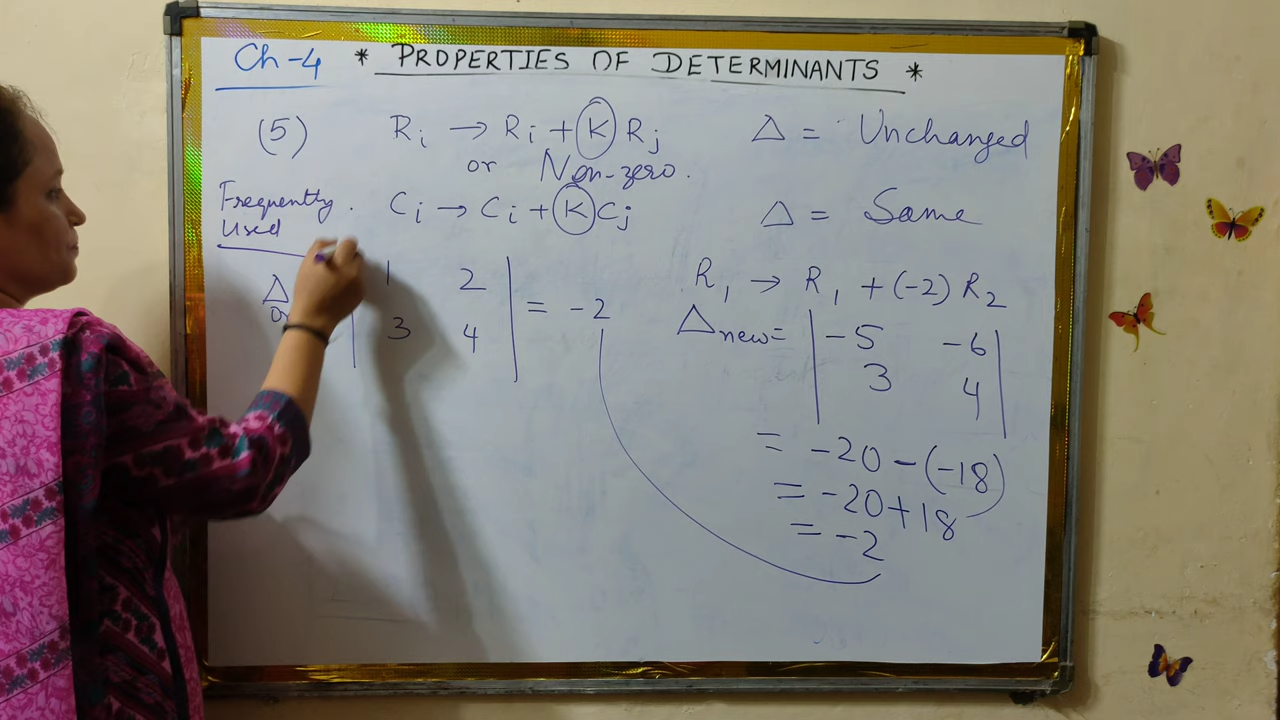 Ch-4 * PROPERTIES OF DETERMINANTS *
(5) Ri → Ri + K Rj Δ = Unchanged
or Non-zero.
Frequently Used
Ci → Ci + K Cj Δ = Same
Δ | 1 2 | = -2
| 3 4 |
R1 → R1 + (-2) R2
Δnew = | -5 -6 |
| 3 4 |
= -20 - (-18)
= -20 + 18
= -2